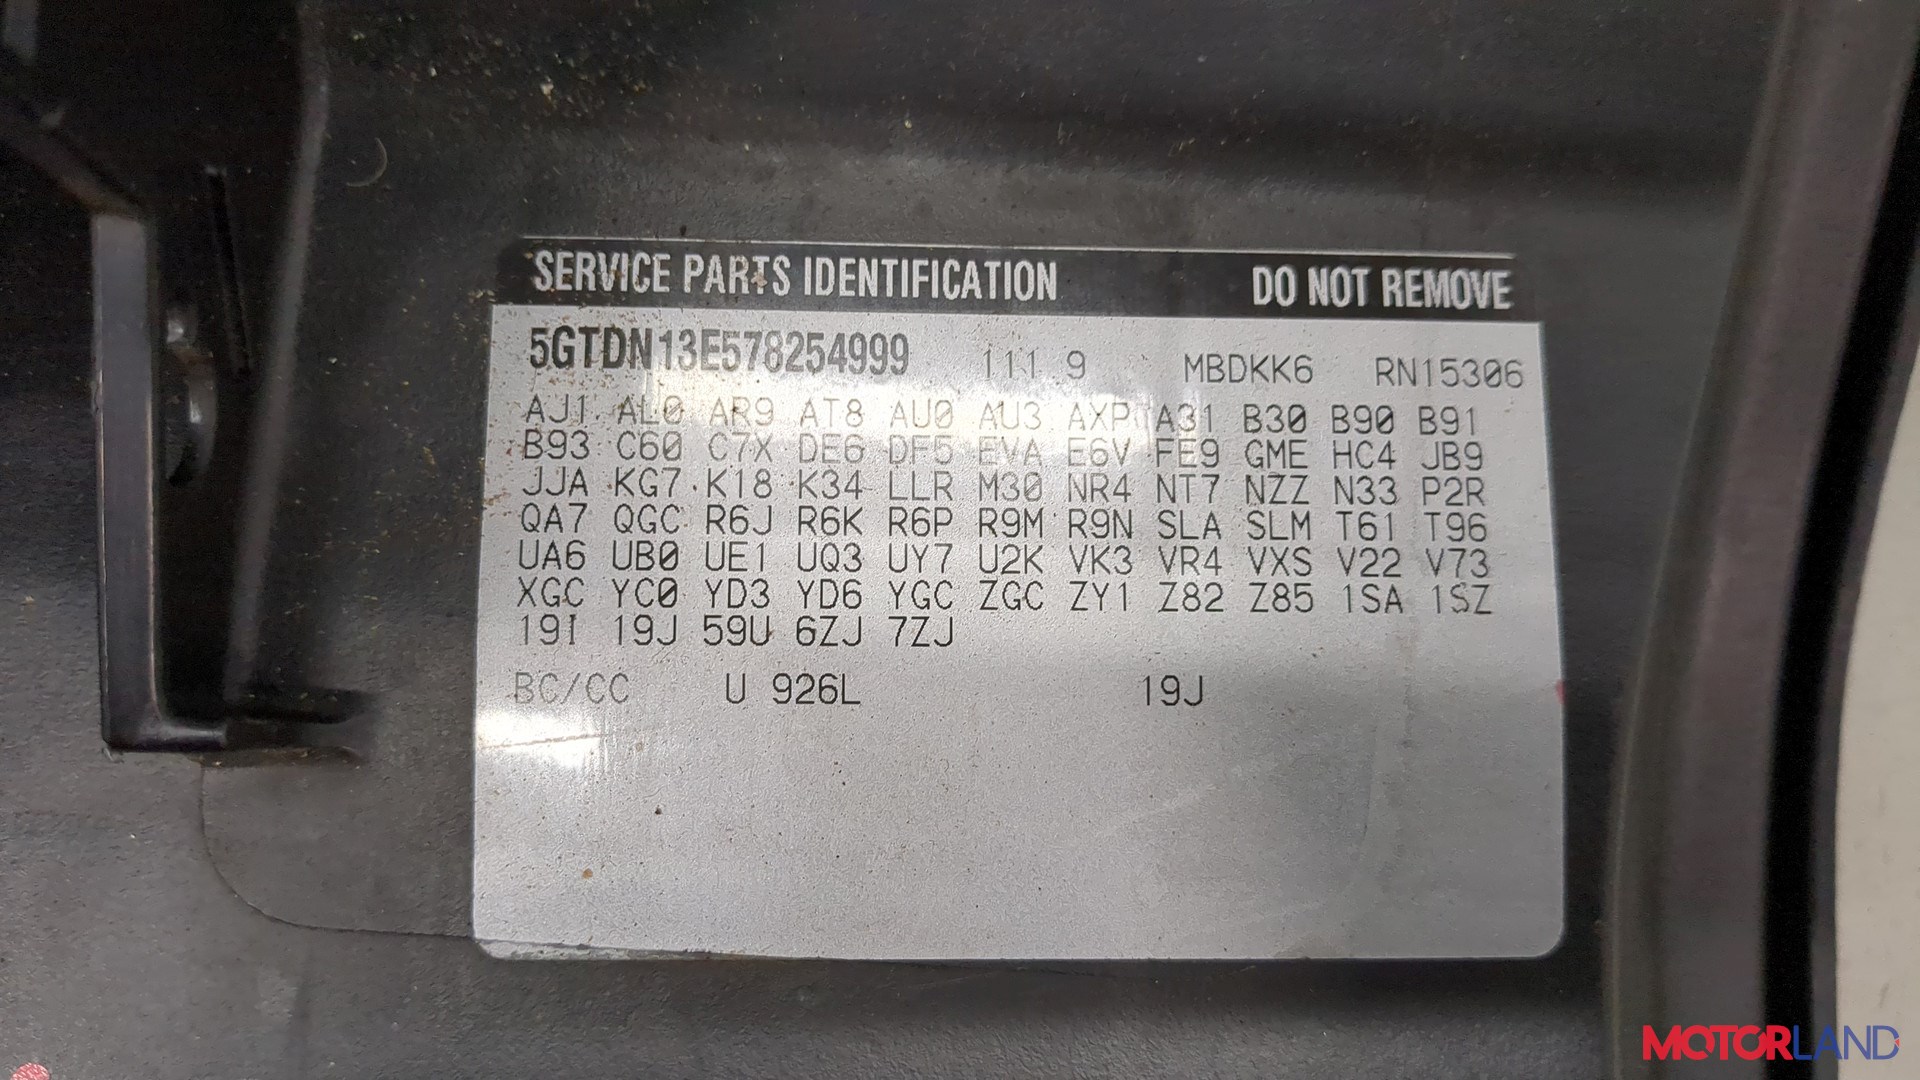 SERVICE PARTS IDENTIFICATION DO NOT REMOVE
5GTDN13E578254999 111 9 MBDKK6 RN15306
AJ1 AL0 AR9 AT8 AU0 AU3 AXP A31 B30 B90 B91
B93 C60 C7X DE6 DF5 EVA E6V FE9 GME HC4 JB9
JJA KG7 K18 K34 LLR M30 NR4 NT7 NZZ N33 P2R
QA7 QGC R6J R6K R6P R9M R9N SLA SLM T61 T96
UA6 UB0 UE1 UQ3 UY7 U2K VK3 VR4 VXS V22 V73
XGC YC0 YD3 YD6 YGC ZGC ZY1 Z82 Z85 1SA 1SZ
19I 19J 59U 6ZJ 7ZJ
BC/CC U 926L 19J
MOTORLAND